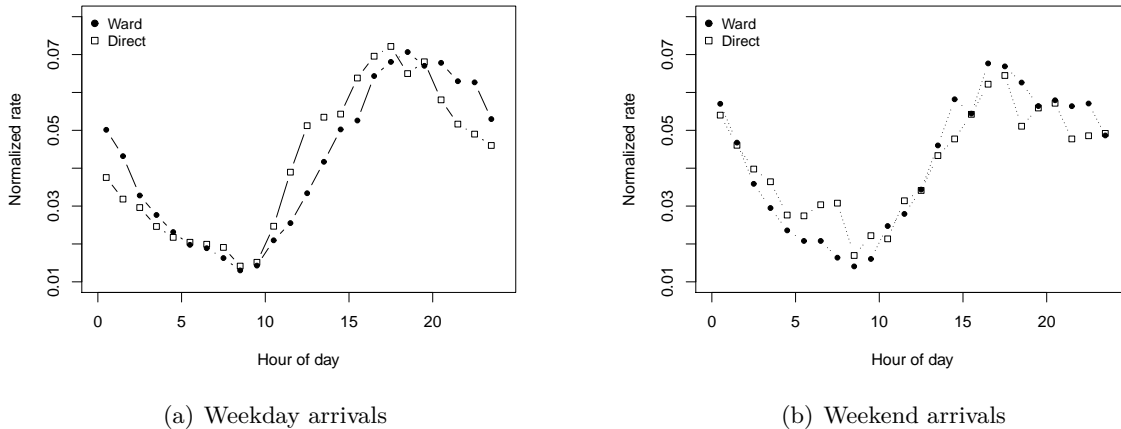 Ward
Direct
0.07
0.05
0.03
0.01
Normalized rate
0 5 10 15 20
Hour of day
(a) Weekday arrivals
Ward
Direct
0.07
0.05
0.03
0.01
Normalized rate
0 5 10 15 20
Hour of day
(b) Weekend arrivals